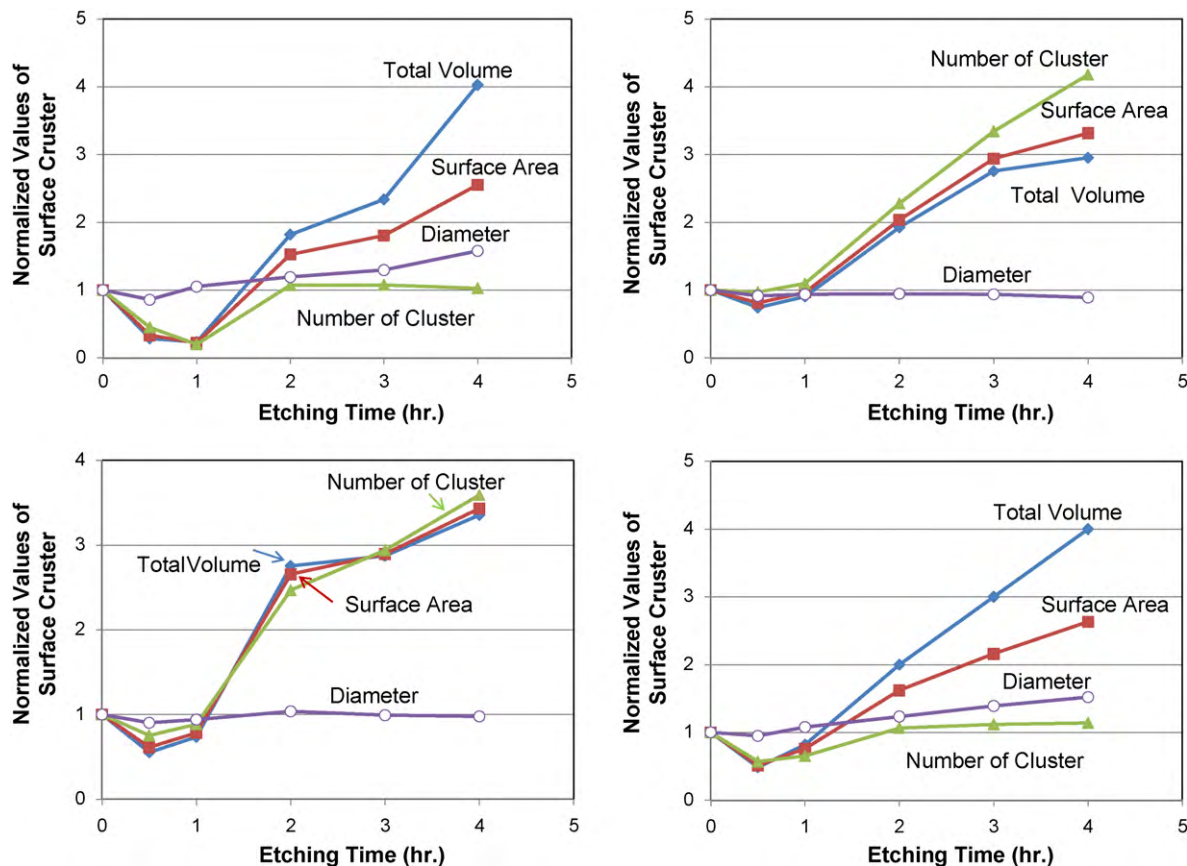 Normalized Values of
Surface Cruster
5
4
3
2
1
0
Total Volume
Surface Area
Diameter
Number of Cluster
0 1 2 3 4 5
Etching Time (hr.)
Normalized Values of
Surface Cruster
5
4
3
2
1
0
Number of Cluster
Surface Area
Total Volume
Diameter
0 1 2 3 4 5
Etching Time (hr.)
Normalized Values of
Surface Cruster
4
3
2
1
0
Number of Cluster
TotalVolume
Surface Area
Diameter
0 1 2 3 4 5
Etching Time (hr.)
Normalized Values of
Surface Cruster
5
4
3
2
1
0
Total Volume
Surface Area
Diameter
Number of Cluster
0 1 2 3 4 5
Etching Time (hr.)